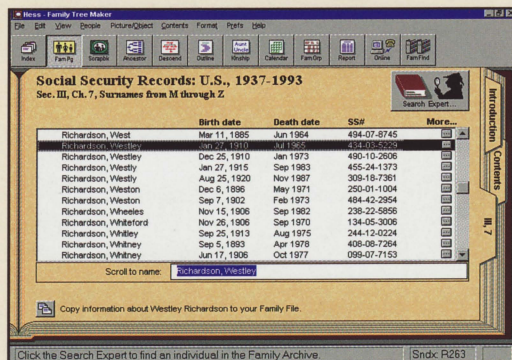 Hess - Family Tree Maker
File Edit View People Picture/Object Contents Format Prefs Help
Index FamPg Scrapbk Ancestor Descend Outline Aunt Uncle Kinship Calendar FamGrp Report Online FamFind
Social Security Records: U.S., 1937-1993
Sec. III, Ch. 7, Surnames from M through Z
Search Expert...
Birth date Death date SS# More...
Richardson, West Mar 11, 1885 Jun 1964 494-07-8745
Richardson, Westley Jan 27, 1910 Jul 1965 434-03-5229
Richardson, Westley Dec 25, 1910 Jan 1973 490-10-2606
Richardson, Westly Jan 27, 1915 Sep 1983 455-24-1373
Richardson, Westly Aug 25, 1920 Nov 1987 309-18-7361
Richardson, Weston Dec 6, 1896 May 1971 250-01-1004
Richardson, Weston Sep 7, 1902 Feb 1973 484-42-2954
Richardson, Wheeles Nov 15, 1906 Sep 1982 238-22-5856
Richardson, Whiteford Nov 26, 1906 Sep 1970 134-05-3006
Richardson, Whitley Sep 25, 1913 Aug 1975 244-12-0224
Richardson, Whitney Sep 5, 1893 Apr 1978 408-08-7264
Richardson, Whitney Jun 17, 1906 Oct 1977 099-07-7153
Scroll to name: Richardson, Westley
Copy information about Westley Richardson to your Family File.
Introduction
Contents
III, 7
Click the Search Expert to find an individual in the Family Archive. Sndx: R263